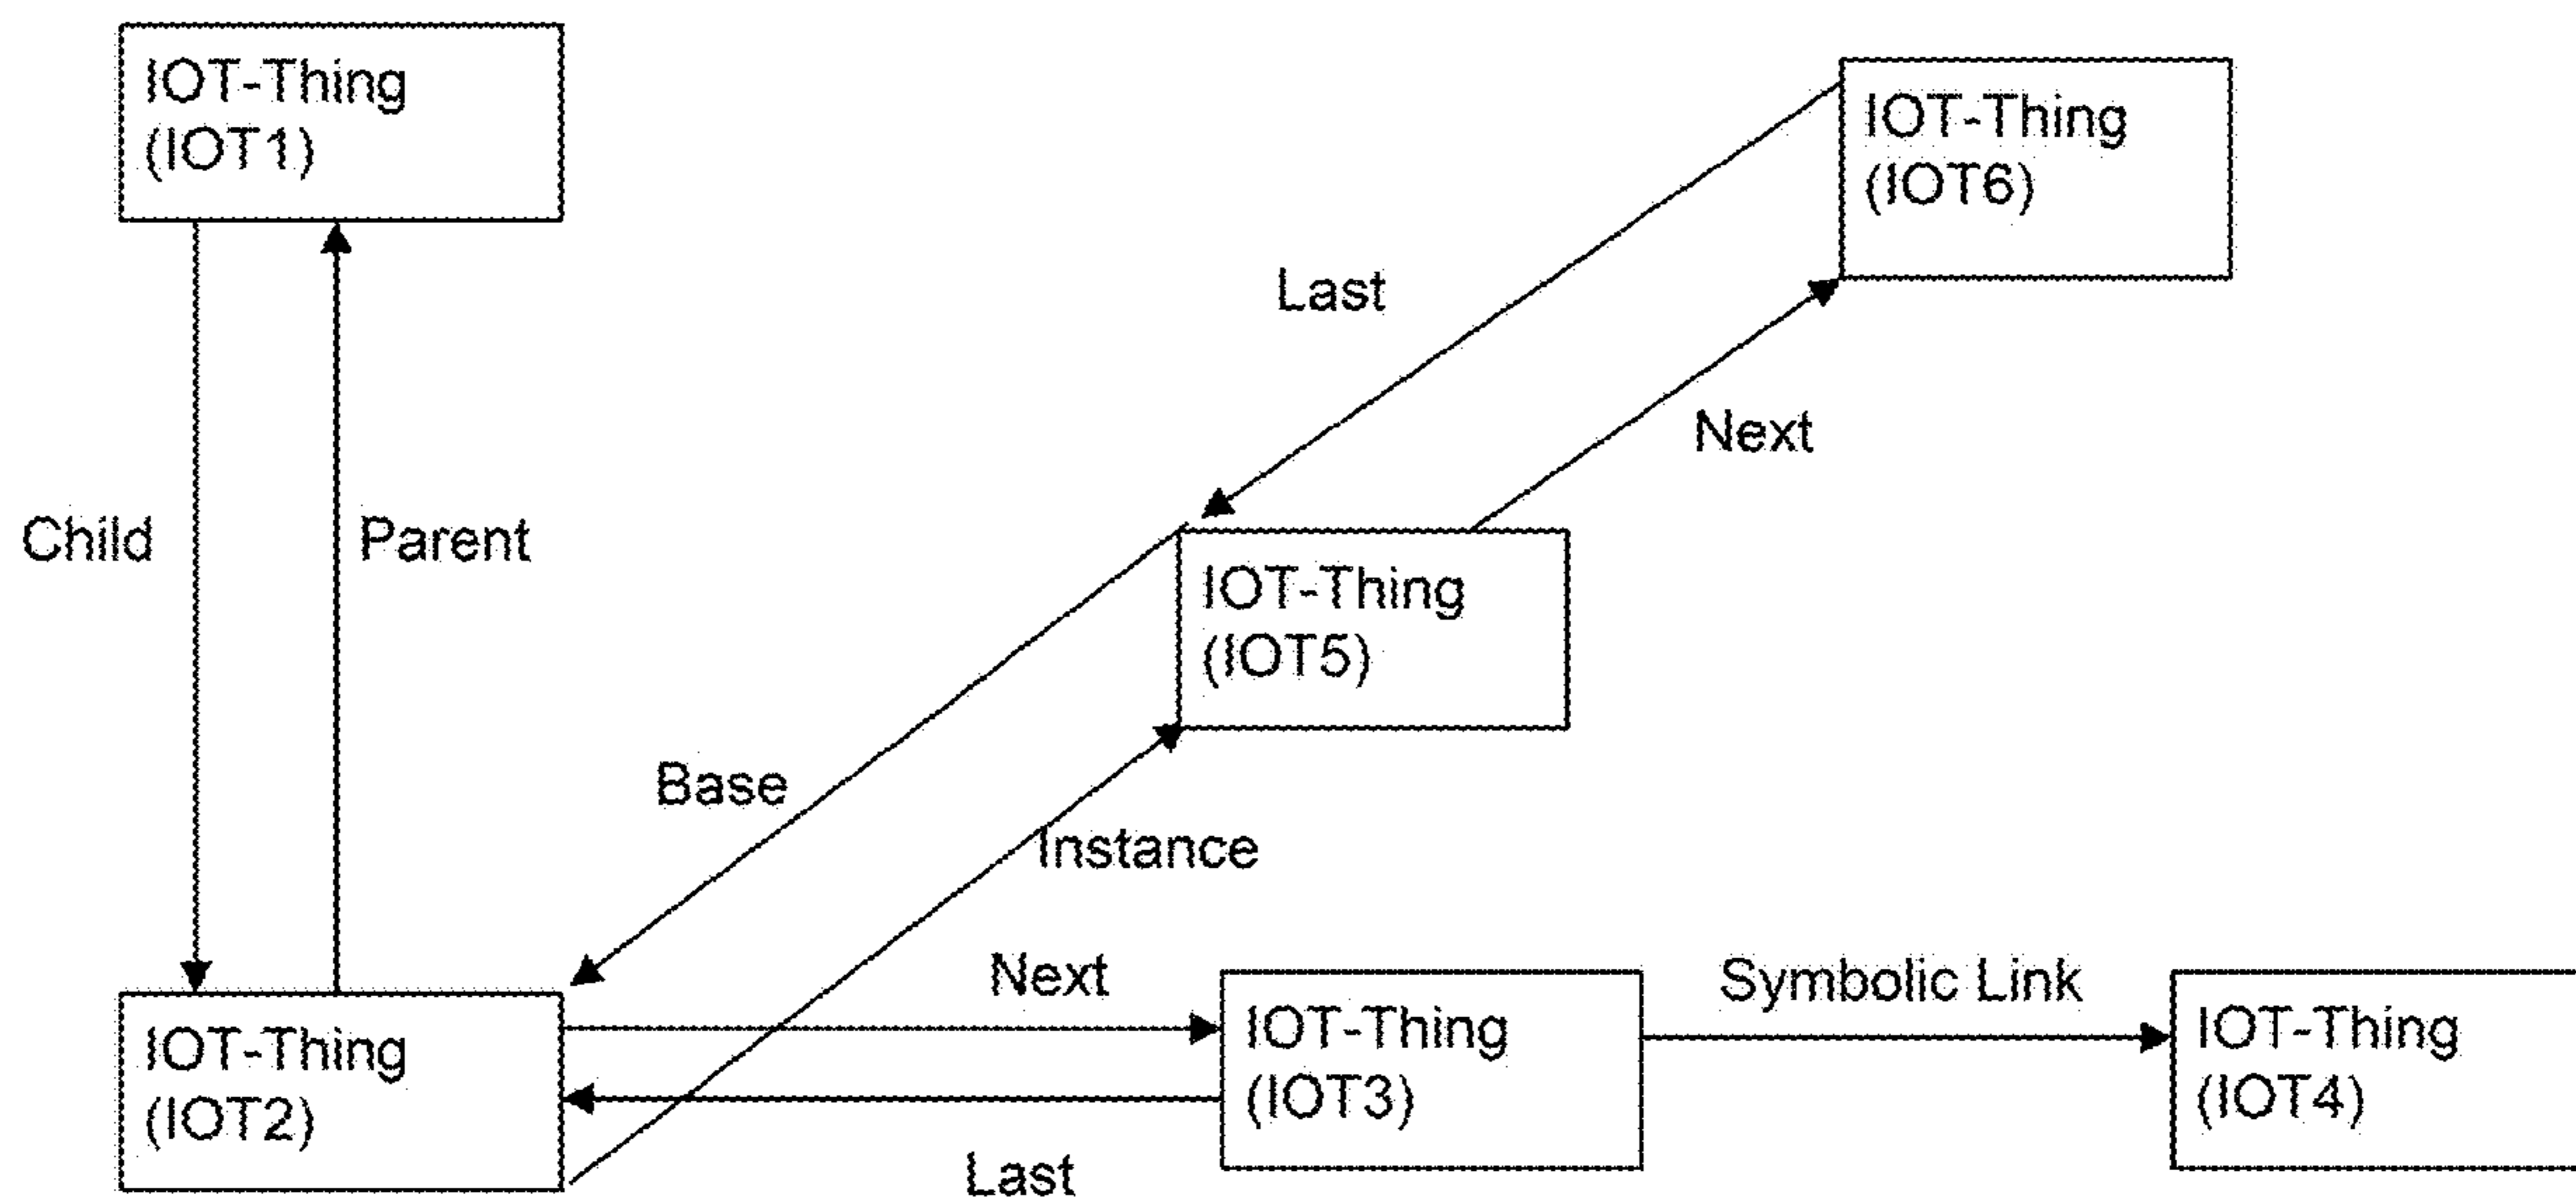 IOT-Thing
(IOT1)
IOT-Thing
(IOT6)
Last
Next
Child
Parent
IOT-Thing
(IOT5)
Base
Instance
Next
Symbolic Link
IOT-Thing
(IOT2)
IOT-Thing
(IOT3)
IOT-Thing
(IOT4)
Last